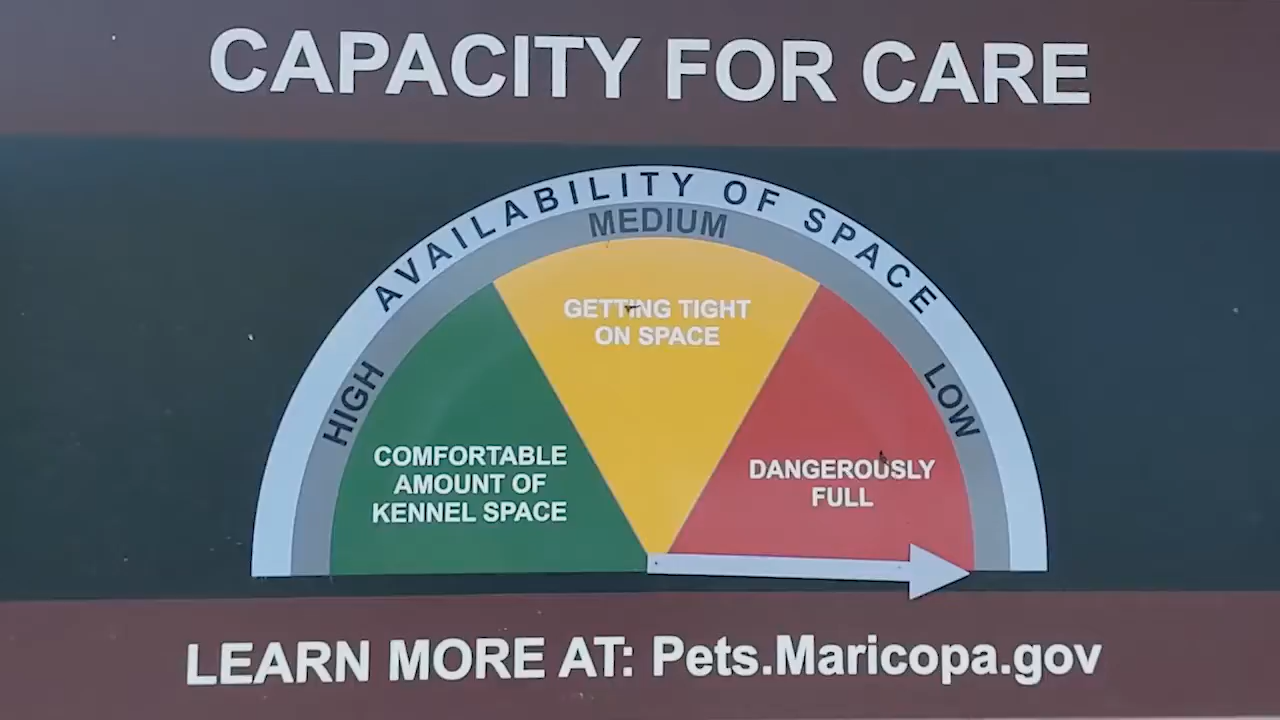 CAPACITY FOR CARE
AVAILABILITY OF SPACE
MEDIUM
HIGH
LOW
GETTING TIGHT
ON SPACE
COMFORTABLE
AMOUNT OF
KENNEL SPACE
DANGEROUSLY
FULL
LEARN MORE AT: Pets.Maricopa.gov